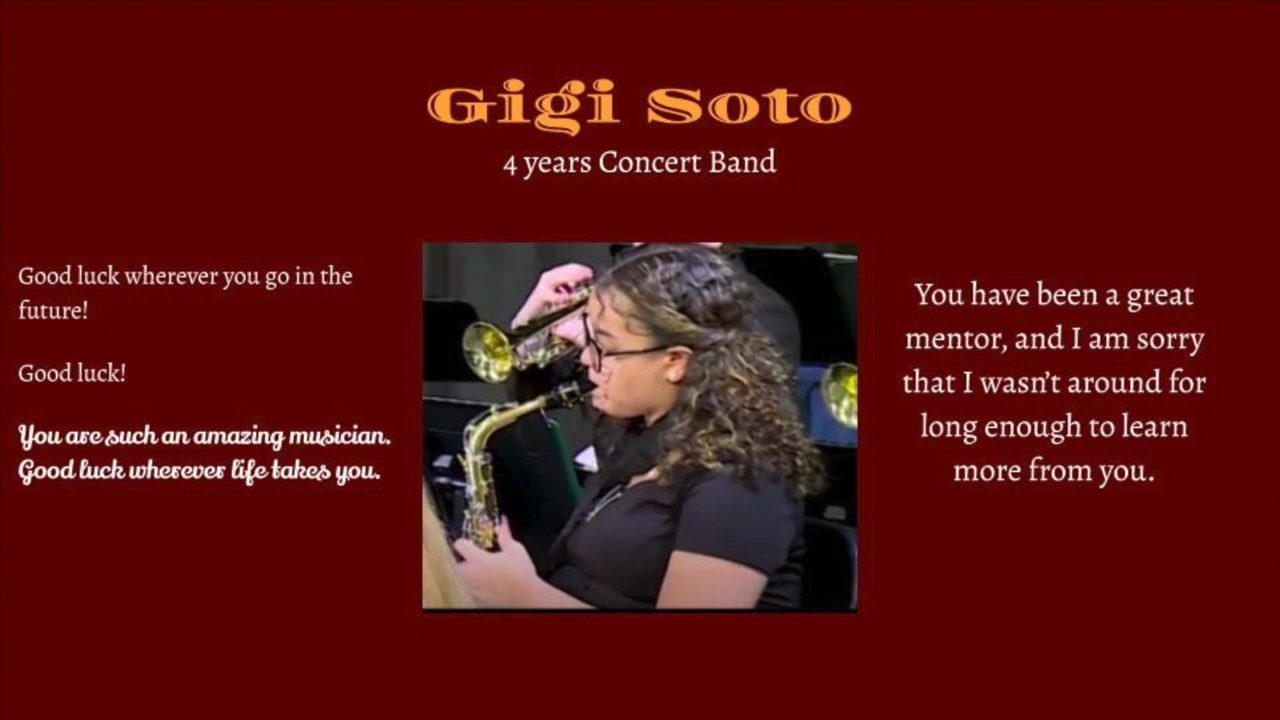 Gigi Soto
4 years Concert Band
Good luck wherever you go in the
future!
Good luck!
You are such an amazing musician.
Good luck wherever life takes you.
You have been a great
mentor, and I am sorry
that I wasn't around for
long enough to learn
more from you.